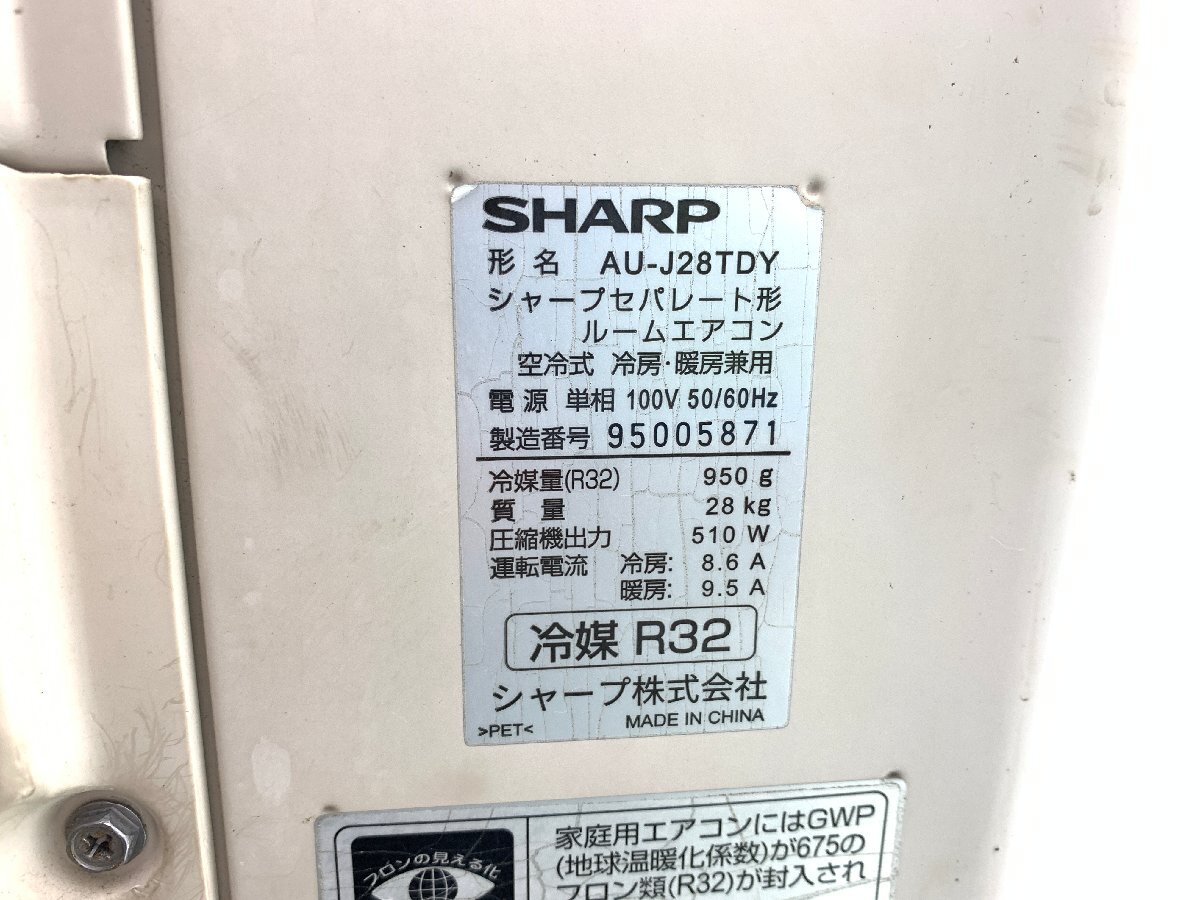 SHARP
形名 AU-J28TDY
シャープセパレート形
ルームエアコン
空冷式 冷房・暖房兼用
電源 単相 100V 50/60Hz
製造番号 95005871
冷媒量(R32) 950 g
質量 28 kg
圧縮機出力 510 W
運転電流 冷房: 8.6 A
暖房: 9.5 A
冷媒 R32
シャープ株式会社
>PET< MADE IN CHINA
フロンの見える化
家庭用エアコンにはGWP
(地球温暖化係数)が675の
フロン類(R32)が封入され